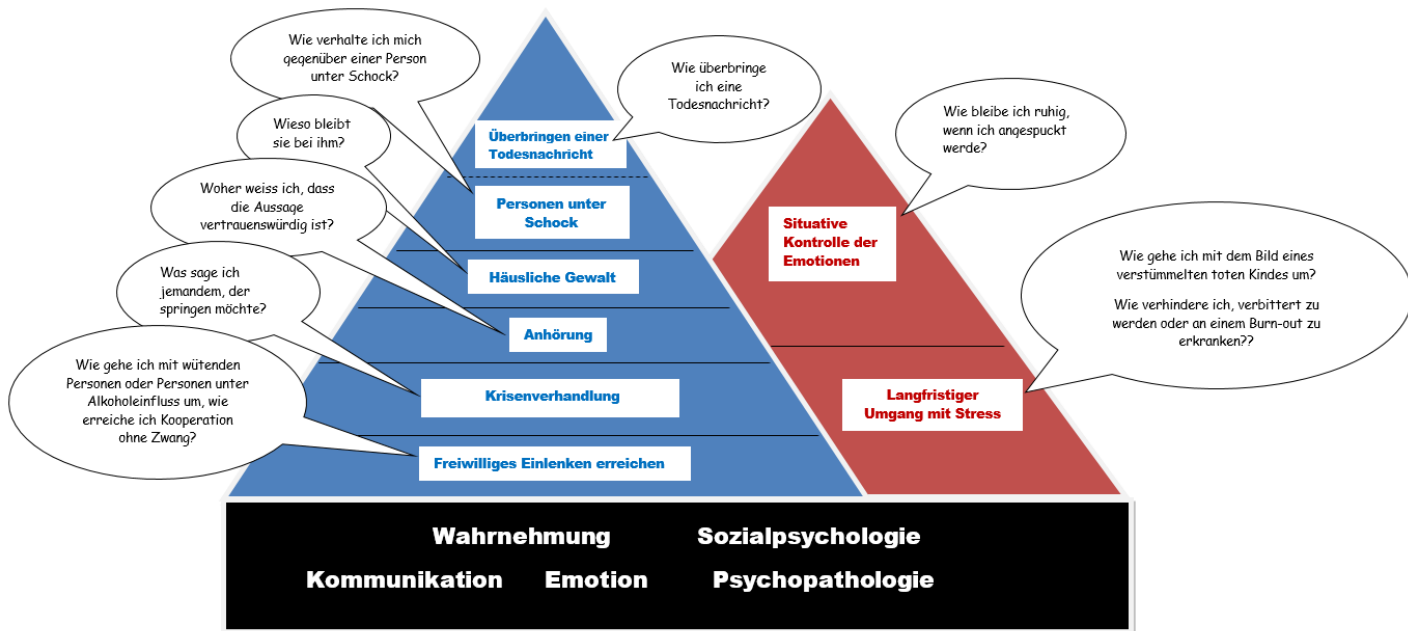 Wie verhalte ich mich
gegenüber einer Person
unter Schock?
Wie überbringe
ich eine
Todesnachricht?
Wieso bleibt
sie bei ihm?
Wie bleibe ich ruhig,
wenn ich angespuckt
werde?
Woher weiss ich, dass
die Aussage
vertrauenswürdig ist?
Was sage ich
jemandem, der
springen möchte?
Wie gehe ich mit wütenden
Personen oder Personen unter
Alkoholeinfluss um, wie
erreiche ich Kooperation
ohne Zwang?
Überbringen einer
Todesnachricht
Personen unter
Schock
Häusliche Gewalt
Anhörung
Krisenverhandlung
Freiwilliges Einlenken erreichen
Situative
Kontrolle der
Emotionen
Langfristiger
Umgang mit Stress
Wie gehe ich mit dem Bild eines
verstümmelten toten Kindes um?
Wie verhindere ich, verbittert zu
werden oder an einem Burn-out zu
erkranken??
Wahrnehmung Sozialpsychologie
Kommunikation Emotion Psychopathologie